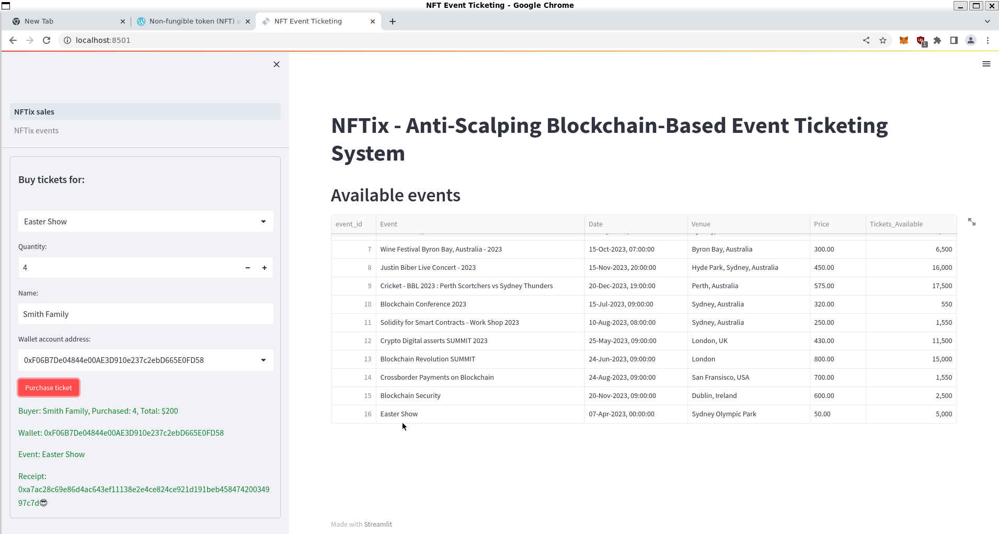 NFT Event Ticketing - Google Chrome
New Tab
Non-fungible token (NFT)
NFT Event Ticketing
localhost:8501
1
NFTix sales
NFTix events
Buy tickets for:
Easter Show
Quantity:
4
Name:
Smith Family
Wallet account address:
0xF06B7De04844e00AE3D910e237c2ebD665E0FD58
Purchase ticket
Buyer: Smith Family, Purchased: 4, Total: $200
Wallet: 0xF06B7De04844e00AE3D910e237c2ebD665E0FD58
Event: Easter Show
Receipt:
0xa7ac28c69e86d4ac643ef11138e2e4ce824ce921d191beb458474200349
97c7d😎
NFTix - Anti-Scalping Blockchain-Based Event Ticketing
System
Available events
event_id Event Date Venue Price Tickets_Available
7 Wine Festival Byron Bay, Australia - 2023 15-Oct-2023, 07:00:00 Byron Bay, Australia 300.00 6,500
8 Justin Biber Live Concert - 2023 15-Nov-2023, 20:00:00 Hyde Park, Sydney, Australia 450.00 16,000
9 Cricket - BBL 2023 : Perth Scortchers vs Sydney Thunders 20-Dec-2023, 19:00:00 Perth, Australia 575.00 17,500
10 Blockchain Conference 2023 15-Jul-2023, 09:00:00 Sydney, Australia 320.00 550
11 Solidity for Smart Contracts - Work Shop 2023 10-Aug-2023, 08:00:00 Sydney, Australia 250.00 1,550
12 Crypto Digital asserts SUMMIT 2023 25-May-2023, 09:00:00 London, UK 430.00 11,500
13 Blockchain Revolution SUMMIT 24-Jun-2023, 09:00:00 London 800.00 15,000
14 Crossborder Payments on Blockchain 24-Aug-2023, 09:00:00 San Fransisco, USA 700.00 1,550
15 Blockchain Security 20-Nov-2023, 09:00:00 Dublin, Ireland 600.00 2,500
16 Easter Show 07-Apr-2023, 00:00:00 Sydney Olympic Park 50.00 5,000
Made with Streamlit